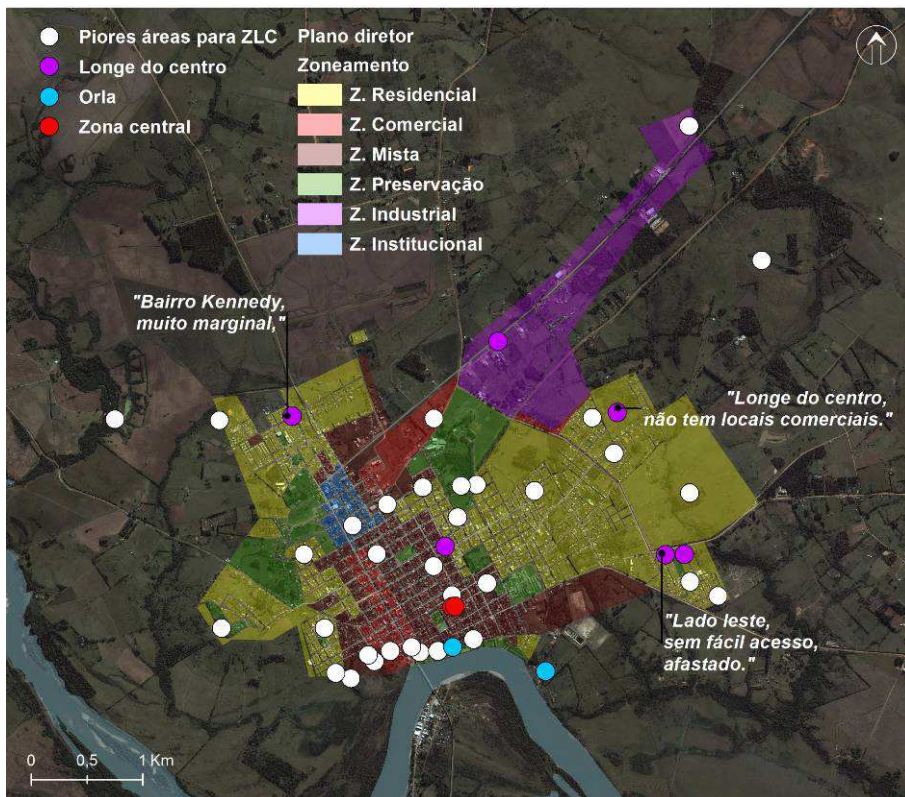 Piores áreas para ZLC
Longe do centro
Orla
Zona central
Plano diretor
Zoneamento
Z. Residencial
Z. Comercial
Z. Mista
Z. Preservação
Z. Industrial
Z. Institucional
"Bairro Kennedy,
muito marginal,"
"Longe do centro,
não tem locais comerciais."
"Lado leste,
sem fácil acesso,
afastado."
0 0,5 1 Km